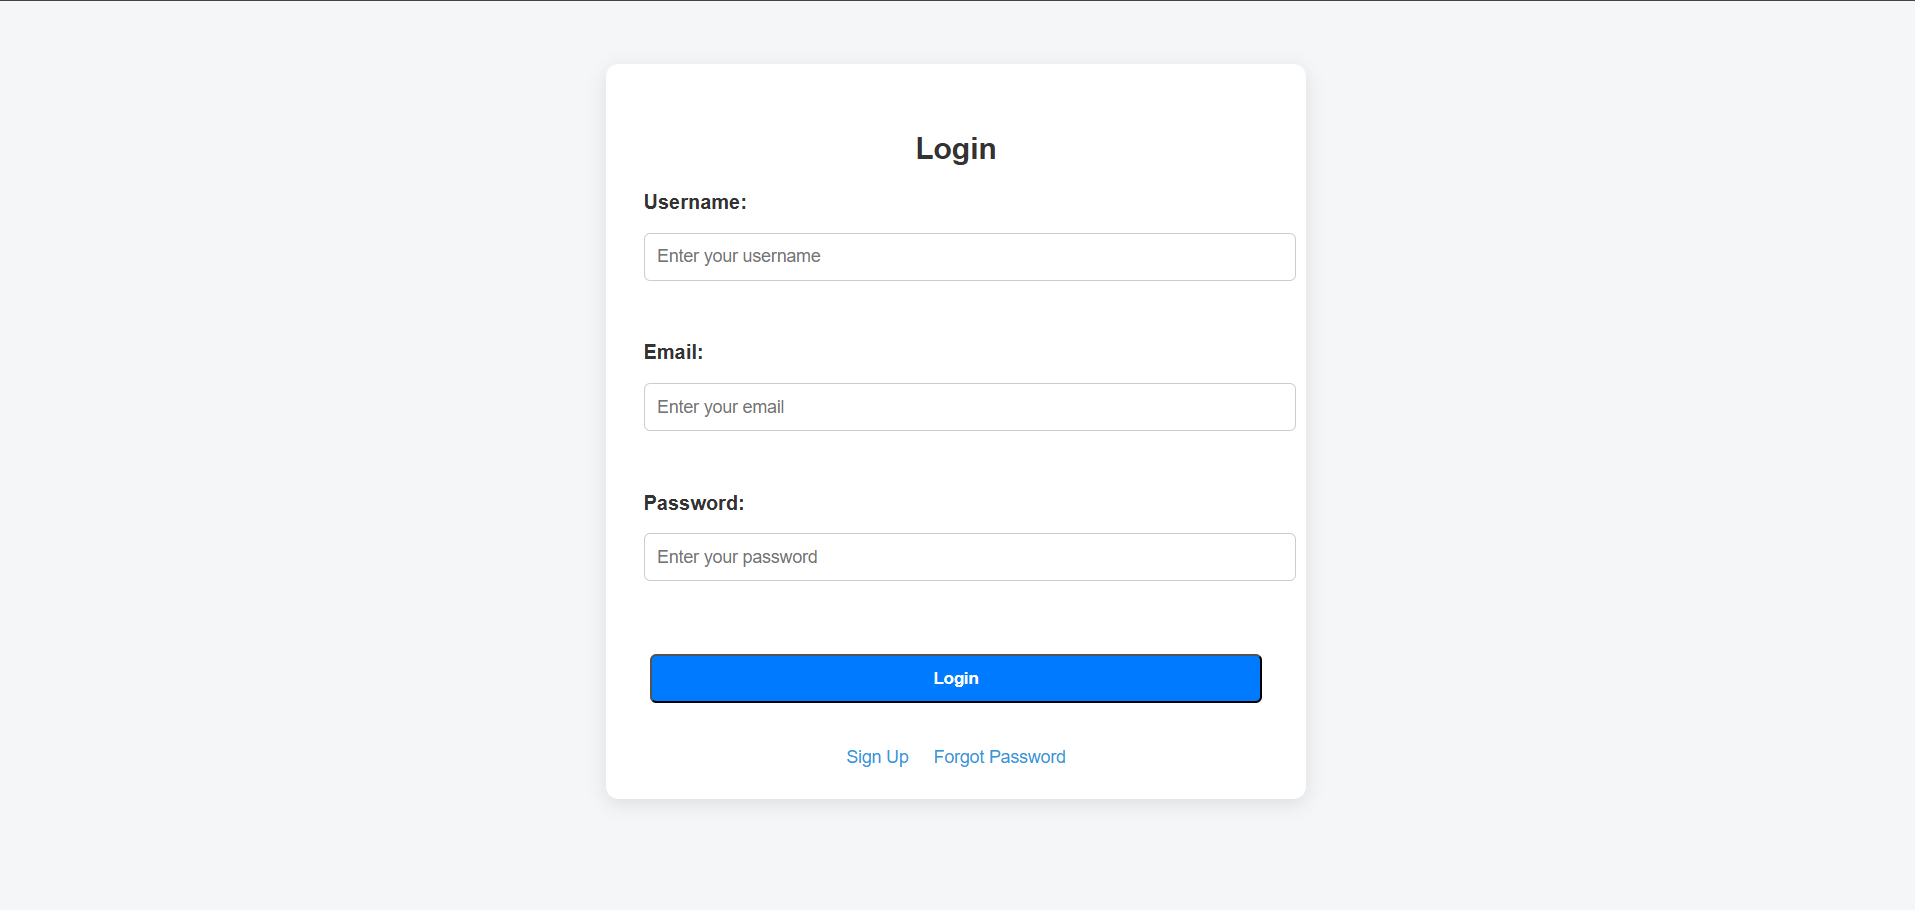 Login
Username:
Enter your username
Email:
Enter your email
Password:
Enter your password
Login
Sign Up Forgot Password